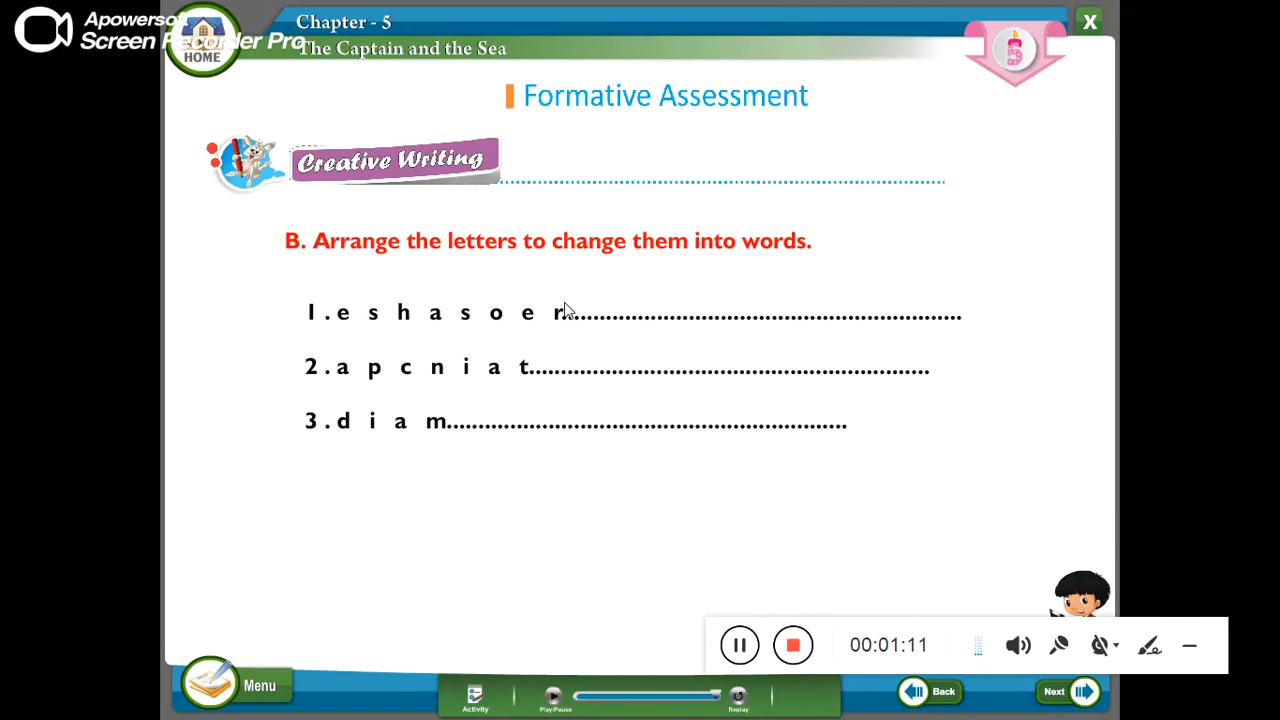 Apowersoft
Screen Recorder Pro
HOME
Chapter - 5
The Captain and the Sea
X
B
Formative Assessment
Creative Writing
B. Arrange the letters to change them into words.
1. e s h a s o e r..........................................................
2. a p c n i a t............................................................
3. d i a m............................................................
00:01:11
Menu
Activity
Play/Pause
Replay
Back
Next